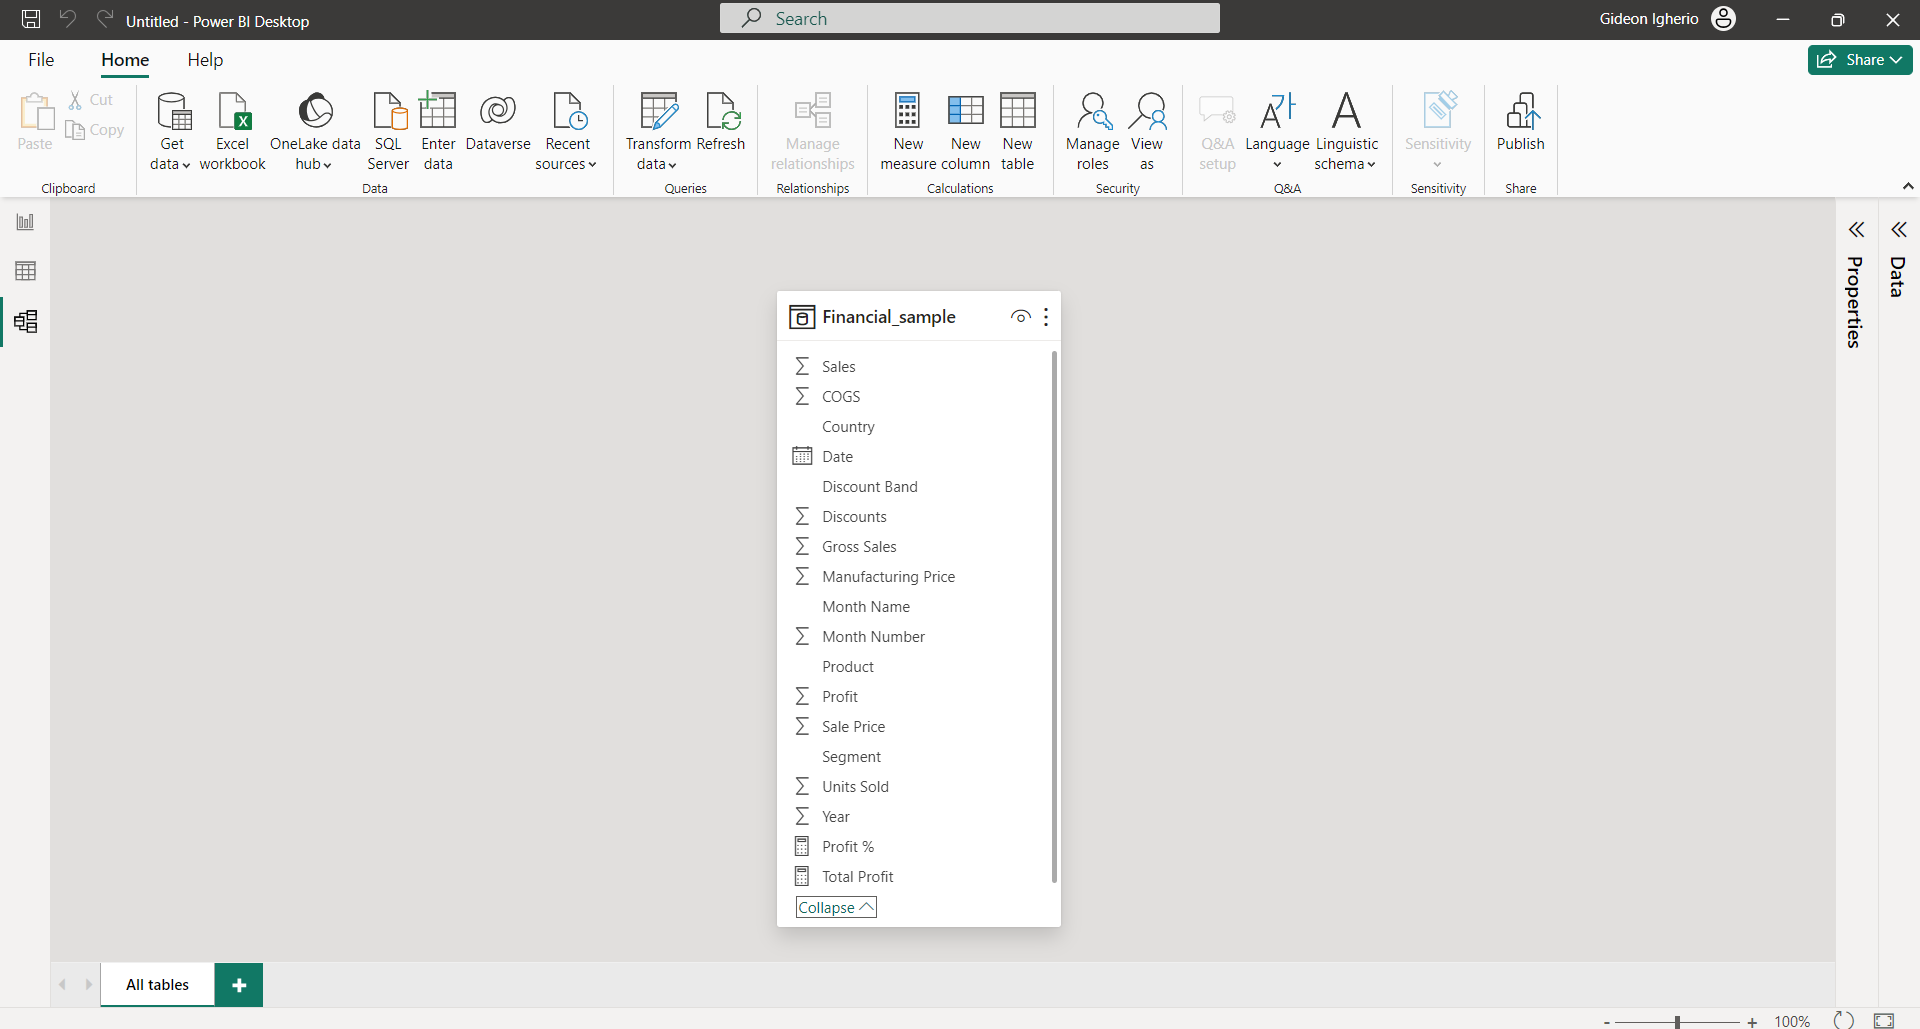 Untitled - Power BI Desktop
Search
Gideon Igherio
File
Home
Help
Share
Paste
Cut
Copy
Clipboard
Get data
Excel workbook
OneLake data hub
SQL Server
Enter data
Dataverse
Recent sources
Data
Transform data
Refresh
Queries
Manage relationships
Relationships
New measure
New column
New table
Calculations
Manage roles
View as
Security
Q&A setup
Language
Linguistic schema
Q&A
Sensitivity
Sensitivity
Publish
Share
Properties
Data
Financial_sample
Sales
COGS
Country
Date
Discount Band
Discounts
Gross Sales
Manufacturing Price
Month Name
Month Number
Product
Profit
Sale Price
Segment
Units Sold
Year
Profit %
Total Profit
Collapse
All tables
100%